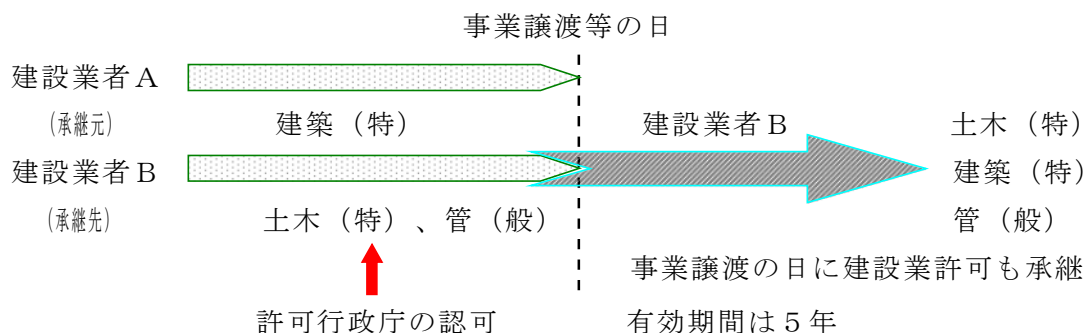 事業譲渡等の日
建設業者A
(承継元)
建築（特）
建設業者B
土木（特）
建設業者B
建築（特）
(承継先)
土木（特）、管（般）
管（般）
事業譲渡の日に建設業許可も承継
許可行政庁の認可
有効期間は５年